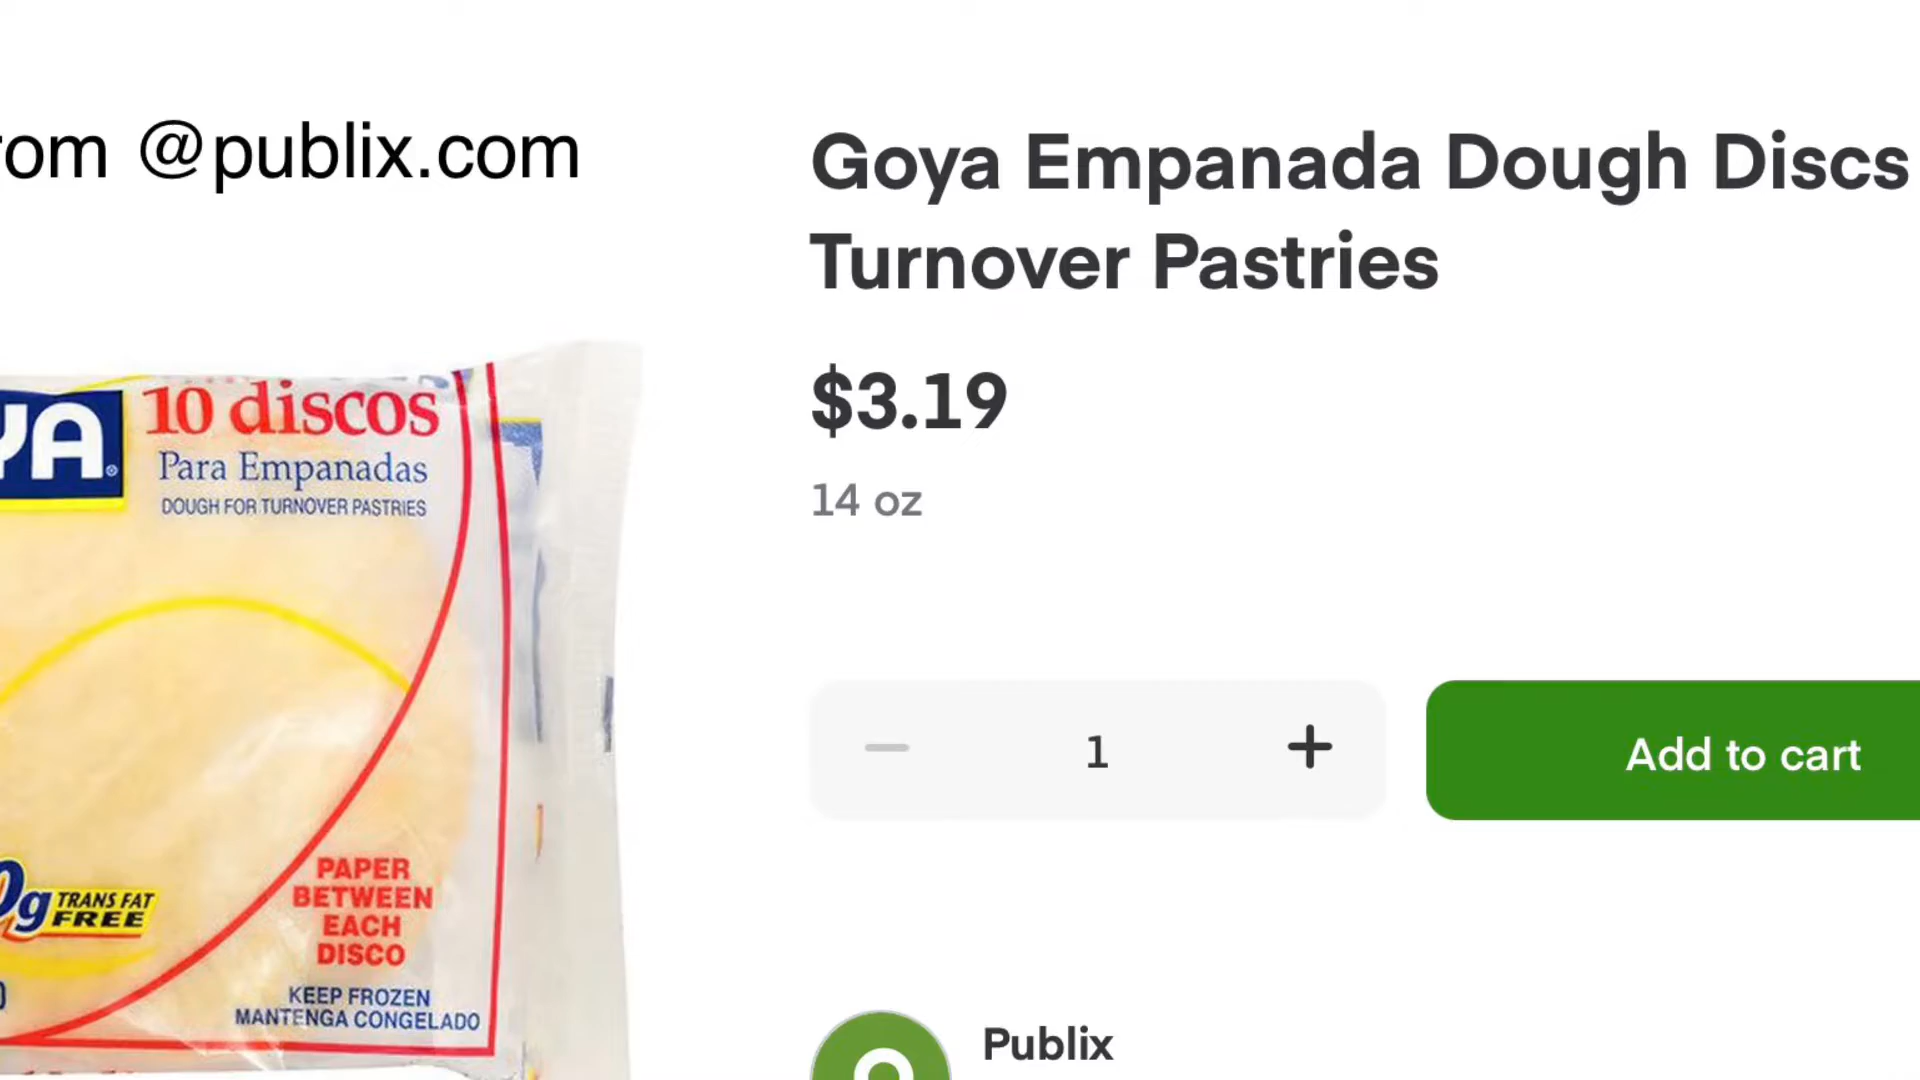 @publix.com
Goya Empanada Dough Discs
Turnover Pastries
$3.19
14 oz
1
Add to cart
Publix
10 discos
Para Empanadas
DOUGH FOR TURNOVER PASTRIES
TRANS FAT
FREE
PAPER
BETWEEN
EACH
DISCO
KEEP FROZEN
MANTENGA CONGELADO